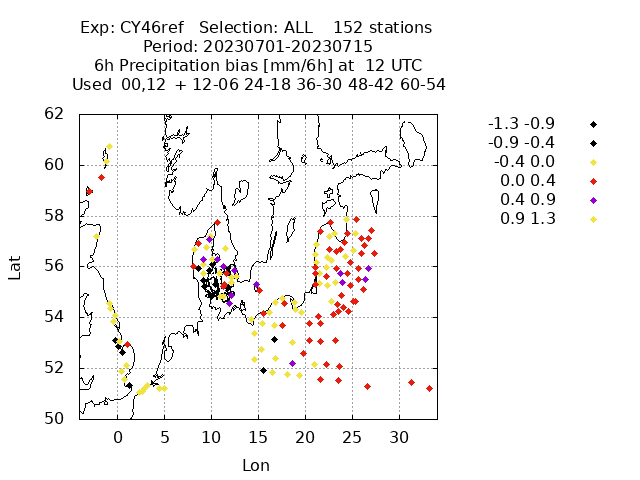 Exp: CY46ref   Selection: ALL    152 stations
Period: 20230701-20230715
6h Precipitation bias [mm/6h] at  12 UTC
Used  00,12  + 12-06 24-18 36-30 48-42 60-54
-1.3 -0.9
-0.9 -0.4
-0.4 0.0
0.0 0.4
0.4 0.9
0.9 1.3
62
60
58
56
54
52
50
Lat
0 5 10 15 20 25 30
Lon